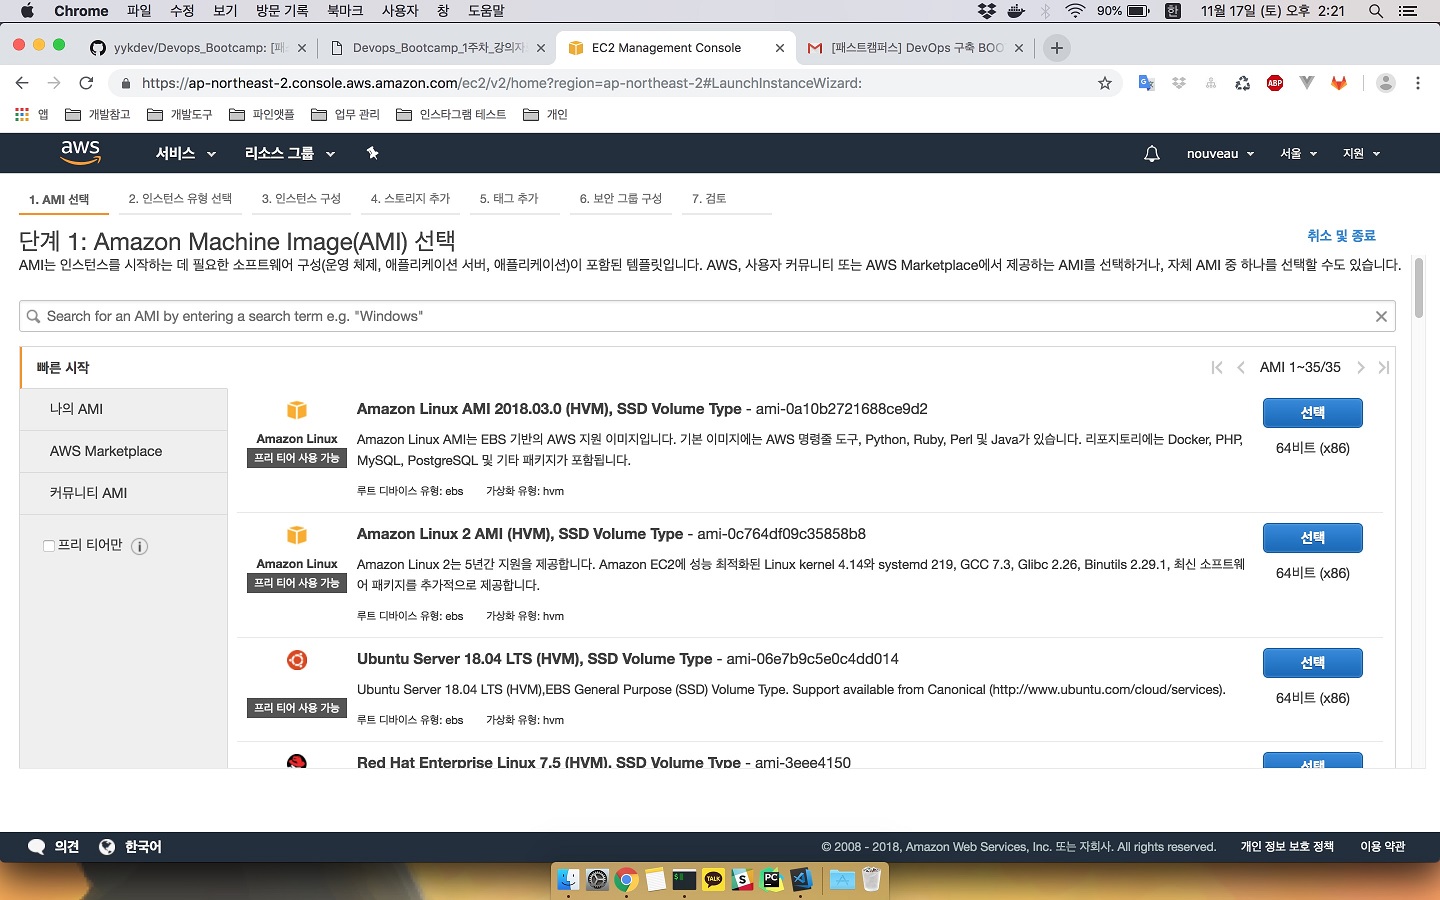 Chrome 파일 수정 보기 방문 기록 북마크 사용자 창 도움말 90% 한 11월 17일 (토) 오후 2:21
yykdev/Devops_Bootcamp: [패 Devops_Bootcamp_1주차_강의자 EC2 Management Console [패스트캠퍼스] DevOps 구축 BOO
https://ap-northeast-2.console.aws.amazon.com/ec2/v2/home?region=ap-northeast-2#LaunchInstanceWizard: ABP
앱 개발참고 개발도구 파인앳플 업무 관리 인스타그램 테스트 개인
aws 서비스 리소스 그룹 nouveau 서울 지원
1. AMI 선택 2. 인스턴스 유형 선택 3. 인스턴스 구성 4. 스토리지 추가 5. 태그 추가 6. 보안 그룹 구성 7. 검토
단계 1: Amazon Machine Image(AMI) 선택 취소 및 종료
AMI는 인스턴스를 시작하는 데 필요한 소프트웨어 구성(운영 체제, 애플리케이션 서버, 애플리케이션)이 포함된 템플릿입니다. AWS, 사용자 커뮤니티 또는 AWS Marketplace에서 제공하는 AMI를 선택하거나, 자체 AMI 중 하나를 선택할 수도 있습니다.
Search for an AMI by entering a search term e.g. "Windows"
빠른 시작 AMI 1~35/35
나의 AMI
AWS Marketplace
커뮤니티 AMI
프리 티어만
Amazon Linux AMI 2018.03.0 (HVM), SSD Volume Type - ami-0a10b2721688ce9d2 선택
Amazon Linux
프리 티어 사용 가능
Amazon Linux AMI는 EBS 기반의 AWS 지원 이미지입니다. 기본 이미지에는 AWS 명령줄 도구, Python, Ruby, Perl 및 Java가 있습니다. 리포지토리에는 Docker, PHP, 64비트 (x86)
MySQL, PostgreSQL 및 기타 패키지가 포함됩니다.
루트 디바이스 유형: ebs 가상화 유형: hvm
Amazon Linux 2 AMI (HVM), SSD Volume Type - ami-0c764df09c35858b8 선택
Amazon Linux
프리 티어 사용 가능
Amazon Linux 2는 5년간 지원을 제공합니다. Amazon EC2에 성능 최적화된 Linux kernel 4.14와 systemd 219, GCC 7.3, Glibc 2.26, Binutils 2.29.1, 최신 소프트웨 64비트 (x86)
어 패키지를 추가적으로 제공합니다.
루트 디바이스 유형: ebs 가상화 유형: hvm
Ubuntu Server 18.04 LTS (HVM), SSD Volume Type - ami-06e7b9c5e0c4dd014 선택
프리 티어 사용 가능
Ubuntu Server 18.04 LTS (HVM),EBS General Purpose (SSD) Volume Type. Support available from Canonical (http://www.ubuntu.com/cloud/services). 64비트 (x86)
루트 디바이스 유형: ebs 가상화 유형: hvm
Red Hat Enterprise Linux 7.5 (HVM), SSD Volume Type - ami-3eee4150 선택
의견 한국어 © 2008 - 2018, Amazon Web Services, Inc. 또는 자회사. All rights reserved. 개인 정보 보호 정책 이용 약관
TALK S PC